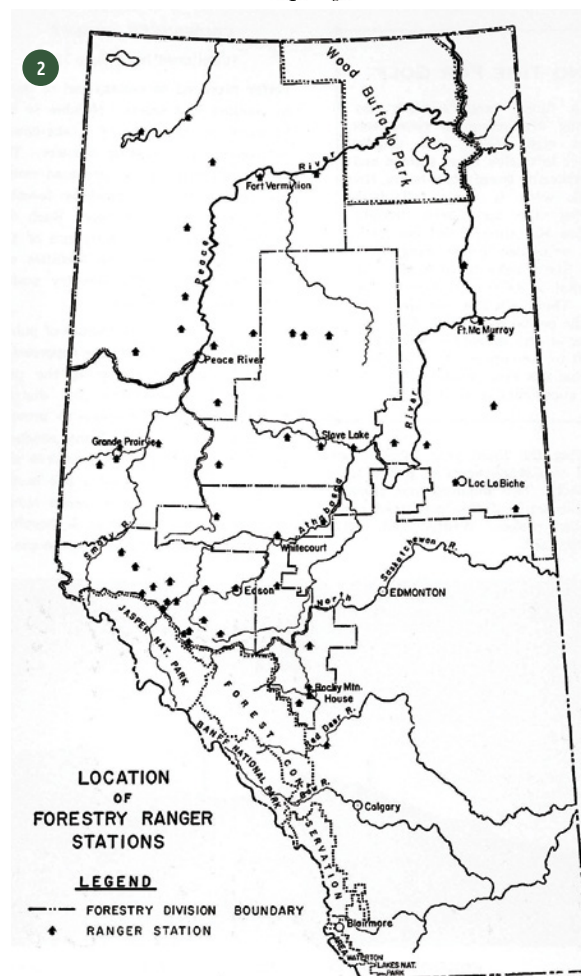 2
Wood Buffalo Park
River
Fort Vermilion
Peace
Ft. Mc Murray
Peace River
River
Grande Prairie
Slave Lake
Lac La Biche
Athabasca
Smoky R.
Whitecourt
Saskatchewan R.
North
Edson
EDMONTON
JASPER NAT. PARK
FOREST CONSERVATION AREA
Rocky Mtn.
House
Red Deer R.
BANFF NATIONAL PARK
Bow R.
Calgary
LOCATION
OF
FORESTRY RANGER
STATIONS
LEGEND
FORESTRY DIVISION BOUNDARY
RANGER STATION
Blairmore
WATERTON
LAKES NAT.
PARK